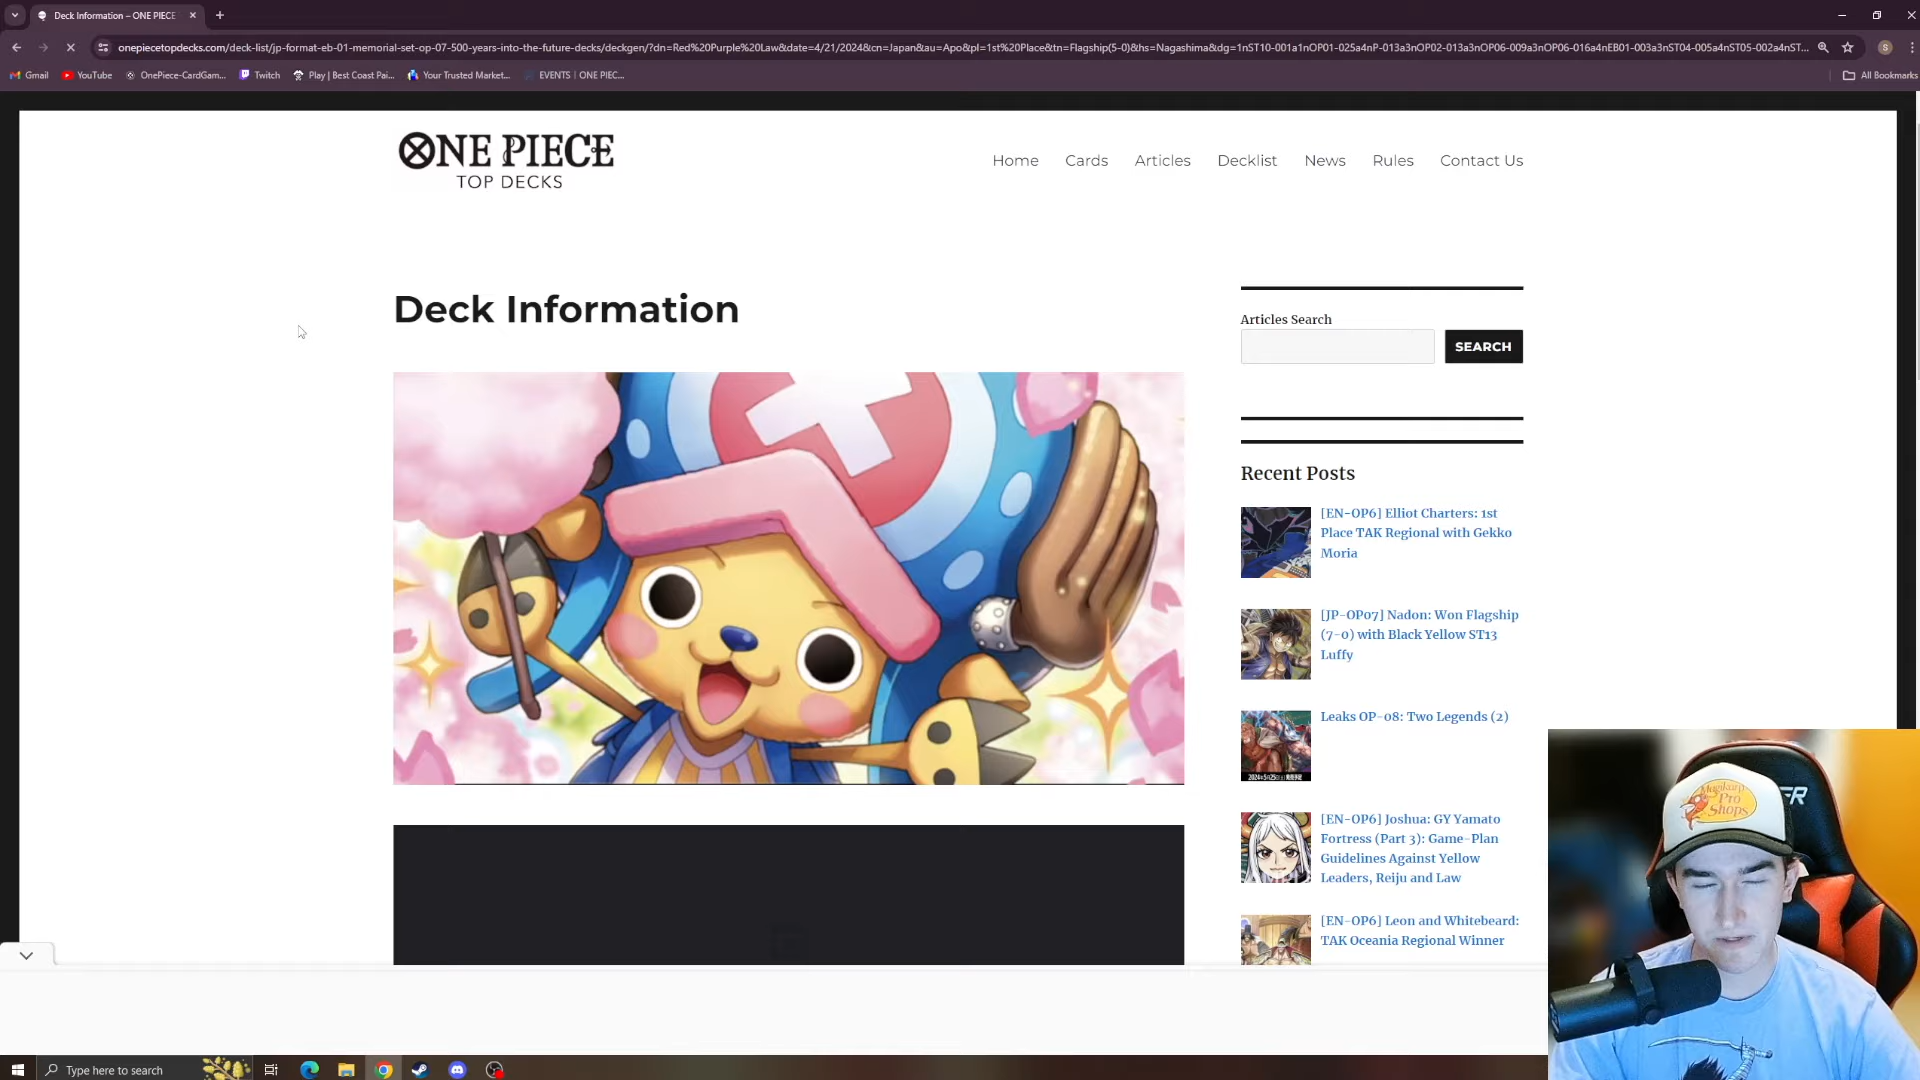 Deck Information – ONE PIECE
onepiecetopdecks.com/deck-list/jp-format-eb-01-memorial-set-op-07-500-years-into-the-future-decks/deckgen/?dn=Red%20Purple%20Law&date=4/21/2024&cn=Japan&au=Apo&pl=1st%20Place&tn=Flagship(5-0)&hs=Nagashima&dg=1nST10-001a1nOP01-025a4nP-013a3nOP02-013a3nOP06-009a3nOP06-016a4nEB01-003a3nST04-005a4nST05-002a4nST...
S
Gmail
YouTube
OnePiece-CardGam...
Twitch
Play | Best Coast Pai...
Your Trusted Market...
EVENTS | ONE PIEC...
All Bookmarks
ONE PIECE
TOP DECKS
Home
Cards
Articles
Decklist
News
Rules
Contact Us
Deck Information
Articles Search
SEARCH
Recent Posts
[EN-OP6] Elliot Charters: 1st
Place TAK Regional with Gekko
Moria
[JP-OP07] Nadon: Won Flagship
(7-0) with Black Yellow ST13
Luffy
Leaks OP-08: Two Legends (2)
[EN-OP6] Joshua: GY Yamato
Fortress (Part 3): Game-Plan
Guidelines Against Yellow
Leaders, Reiju and Law
[EN-OP6] Leon and Whitebeard:
TAK Oceania Regional Winner
Magikarp
Pro
Shops
Type here to search